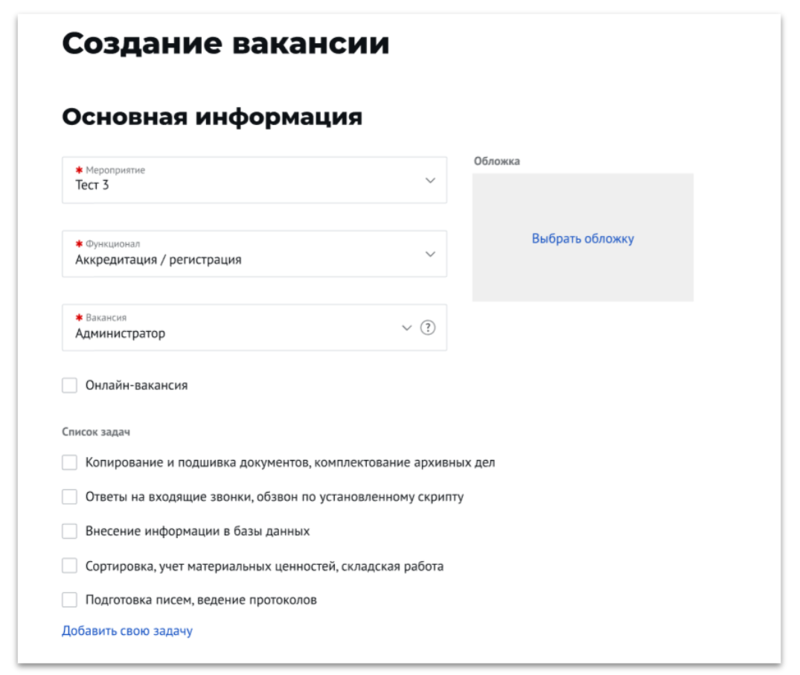 Создание вакансии
Основная информация
* Мероприятие
Тест 3
Обложка
Выбрать обложку
* Функционал
Аккредитация / регистрация
* Вакансия
Администратор
?
Онлайн-вакансия
Список задач
Копирование и подшивка документов, комплектование архивных дел
Ответы на входящие звонки, обзвон по установленному скрипту
Внесение информации в базы данных
Сортировка, учет материальных ценностей, складская работа
Подготовка писем, ведение протоколов
Добавить свою задачу